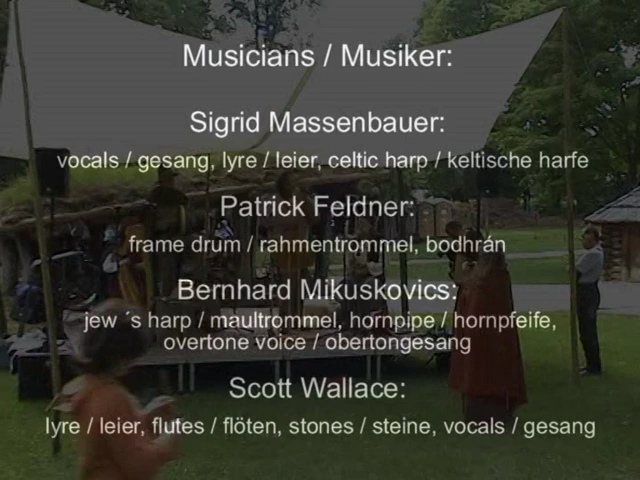 Musicians / Musiker:
Sigrid Massenbauer:
vocals / gesang, lyre / leier, celtic harp / keltische harfe
Patrick Feldner:
frame drum / rahmentrommel, bodhrán
Bernhard Mikuskovics:
jew ´s harp / maultrommel, hornpipe / hornpfeife,
overtone voice / obertongesang
Scott Wallace:
lyre / leier, flutes / flöten, stones / steine, vocals / gesang